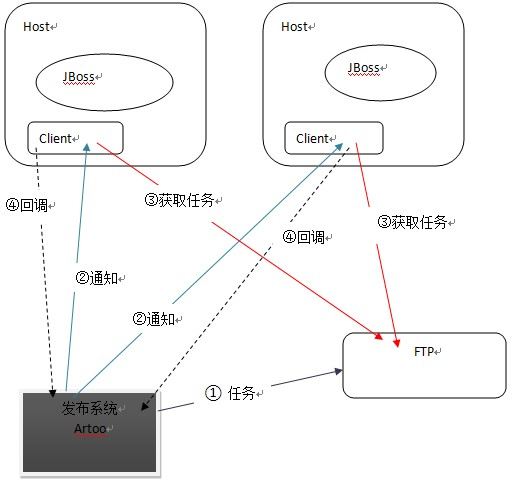 Host
Host
JBoss
JBoss
Client
Client
③获取任务
④回调
③获取任务
④回调
②通知
②通知
FTP
① 任务
发布系统
Artoo